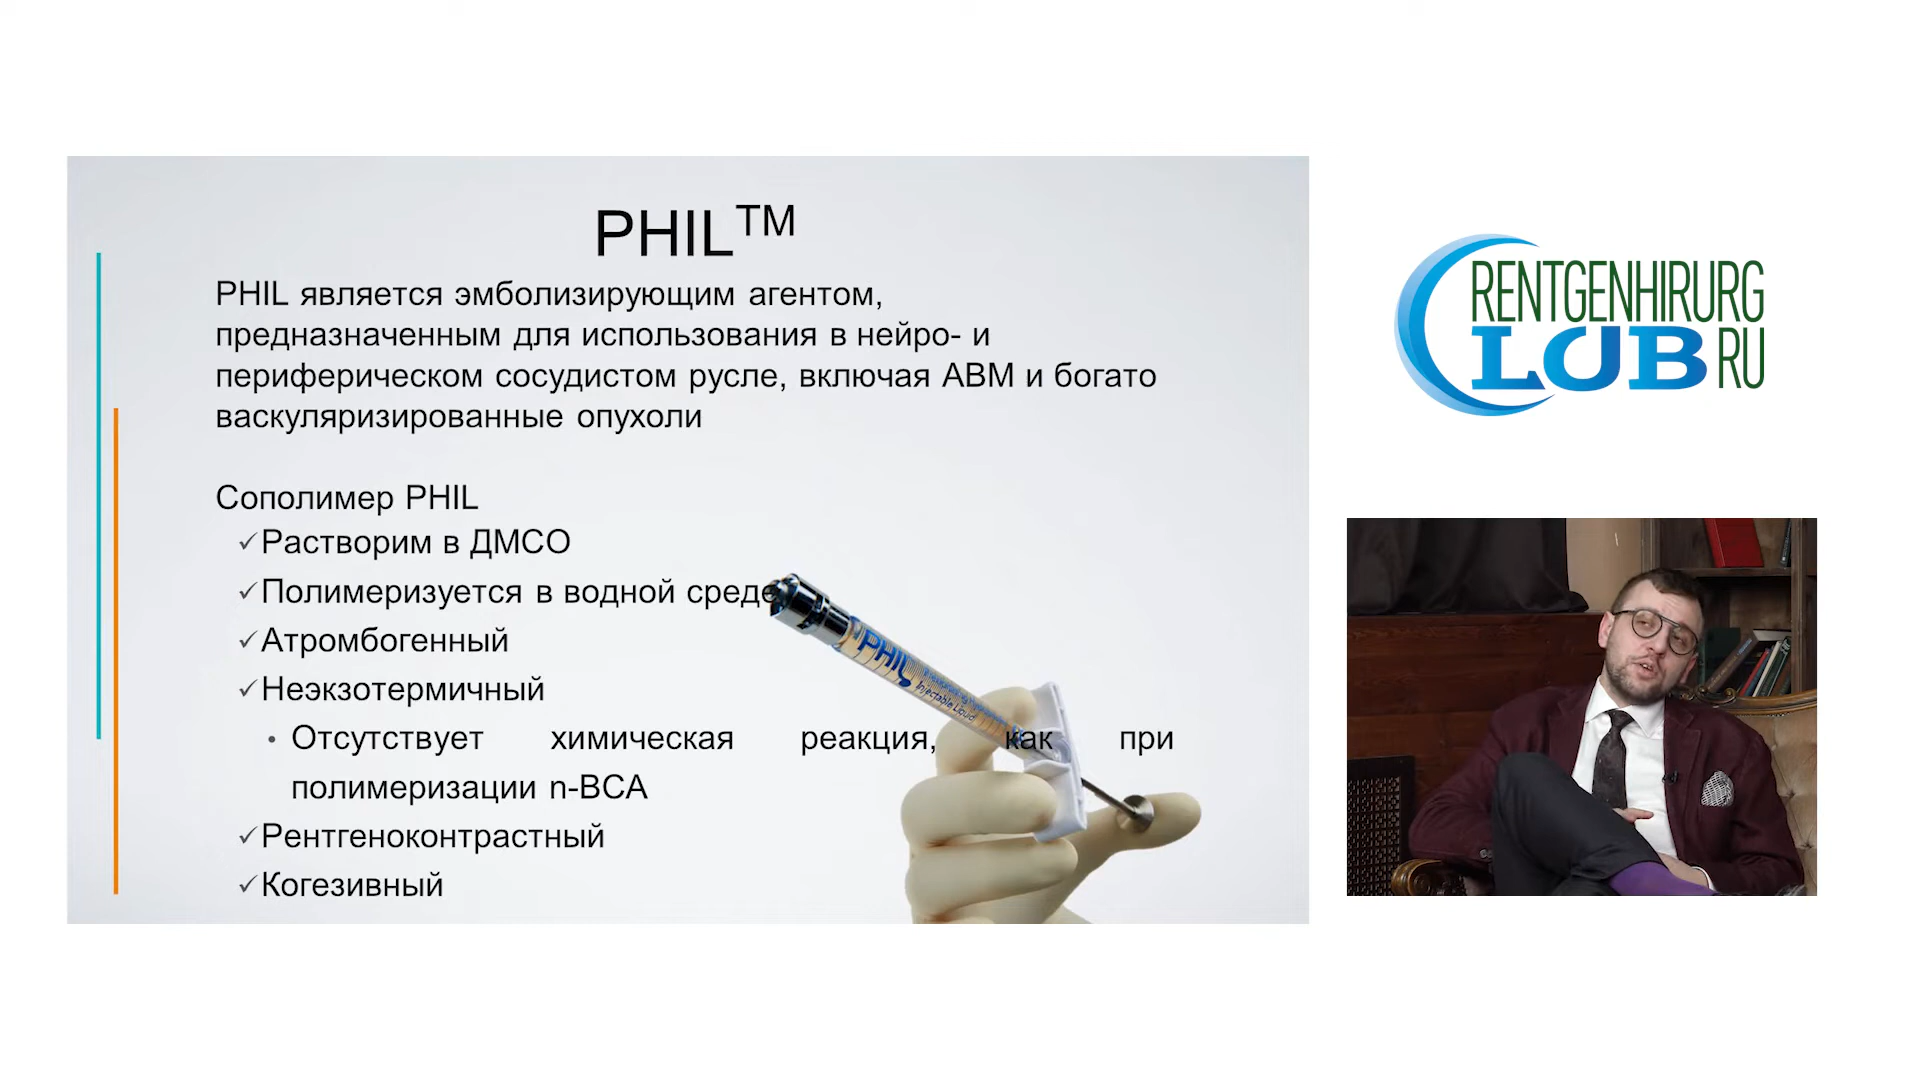 PHIL™
PHIL является эмболизирующим агентом,
предназначенным для использования в нейро- и
периферическом сосудистом русле, включая АВМ и богато
васкуляризированные опухоли
Сополимер PHIL
✓Растворим в ДМСО
✓Полимеризуется в водной среде
✓Атромбогенный
✓Неэкзотермичный
• Отсутствует химическая реакция, как при
полимеризации n-BCA
✓Рентгеноконтрастный
✓Когезивный
PHIL
Injectable Liquid
RENTGENHIRURG
CLUB RU